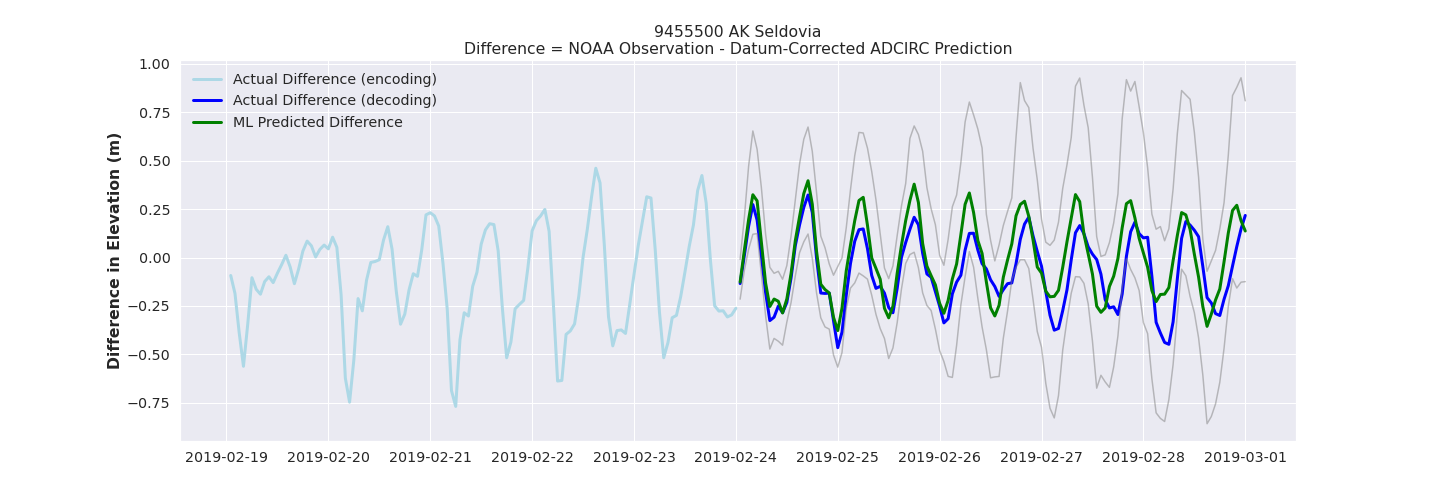 9455500 AK Seldovia
Difference = NOAA Observation - Datum-Corrected ADCIRC Prediction
Difference in Elevation (m)
1.00
0.75
0.50
0.25
0.00
−0.25
−0.50
−0.75
Actual Difference (encoding)
Actual Difference (decoding)
ML Predicted Difference
2019-02-19 2019-02-20 2019-02-21 2019-02-22 2019-02-23 2019-02-24 2019-02-25 2019-02-26 2019-02-27 2019-02-28 2019-03-01